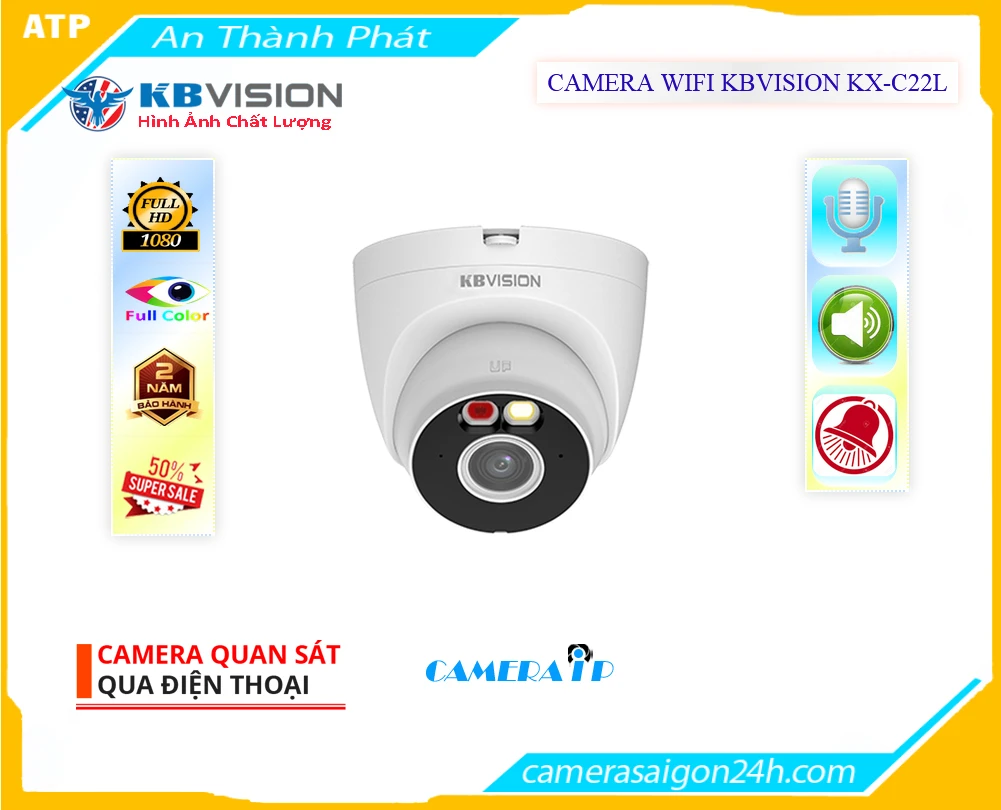 ATP
An Thành Phát
KBVISION
Hình Ảnh Chất Lượng
CAMERA WIFI KBVISION KX-C22L
FULL
HD
1080
Full Color
2
NĂM
BẢO HÀNH
50%
SUPER SALE
KBVISION
UP
CAMERA QUAN SÁT
QUA ĐIỆN THOẠI
CAMERA IP
camerasaigon24h.com